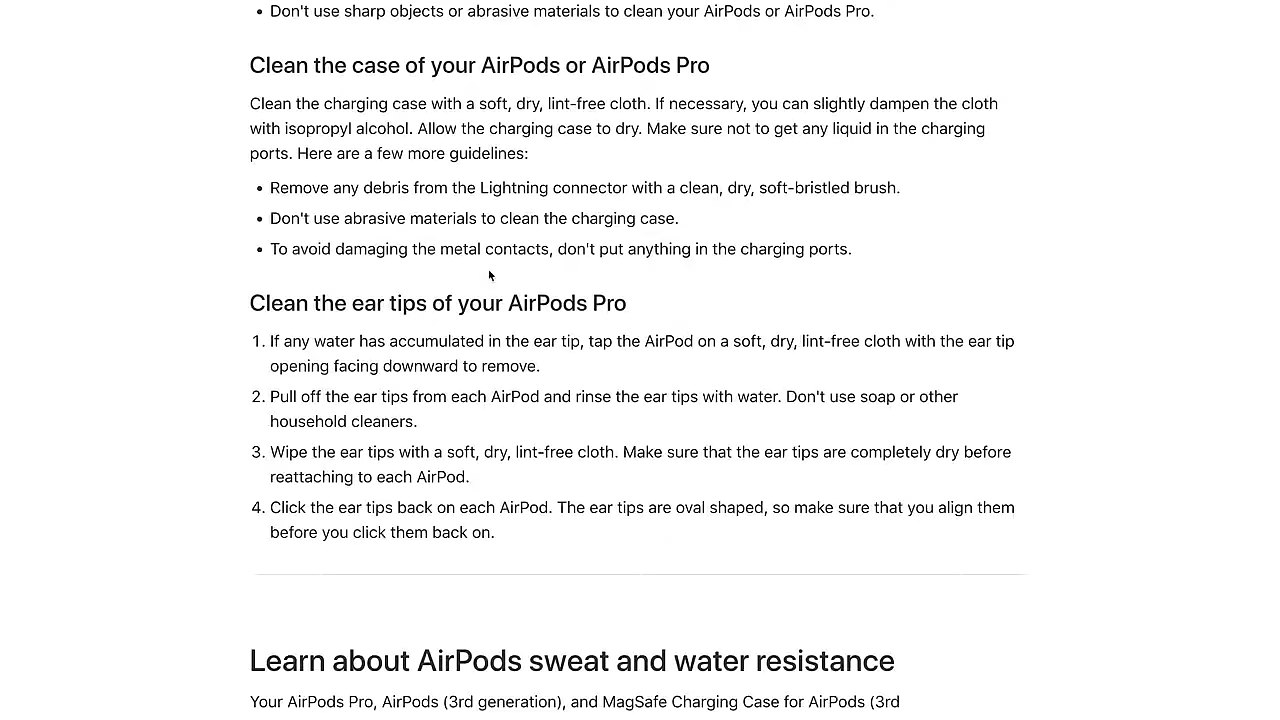 • Don't use sharp objects or abrasive materials to clean your AirPods or AirPods Pro.
Clean the case of your AirPods or AirPods Pro
Clean the charging case with a soft, dry, lint-free cloth. If necessary, you can slightly dampen the cloth
with isopropyl alcohol. Allow the charging case to dry. Make sure not to get any liquid in the charging
ports. Here are a few more guidelines:
• Remove any debris from the Lightning connector with a clean, dry, soft-bristled brush.
• Don't use abrasive materials to clean the charging case.
• To avoid damaging the metal contacts, don't put anything in the charging ports.
Clean the ear tips of your AirPods Pro
1. If any water has accumulated in the ear tip, tap the AirPod on a soft, dry, lint-free cloth with the ear tip
opening facing downward to remove.
2. Pull off the ear tips from each AirPod and rinse the ear tips with water. Don't use soap or other
household cleaners.
3. Wipe the ear tips with a soft, dry, lint-free cloth. Make sure that the ear tips are completely dry before
reattaching to each AirPod.
4. Click the ear tips back on each AirPod. The ear tips are oval shaped, so make sure that you align them
before you click them back on.
Learn about AirPods sweat and water resistance
Your AirPods Pro, AirPods (3rd generation), and MagSafe Charging Case for AirPods (3rd